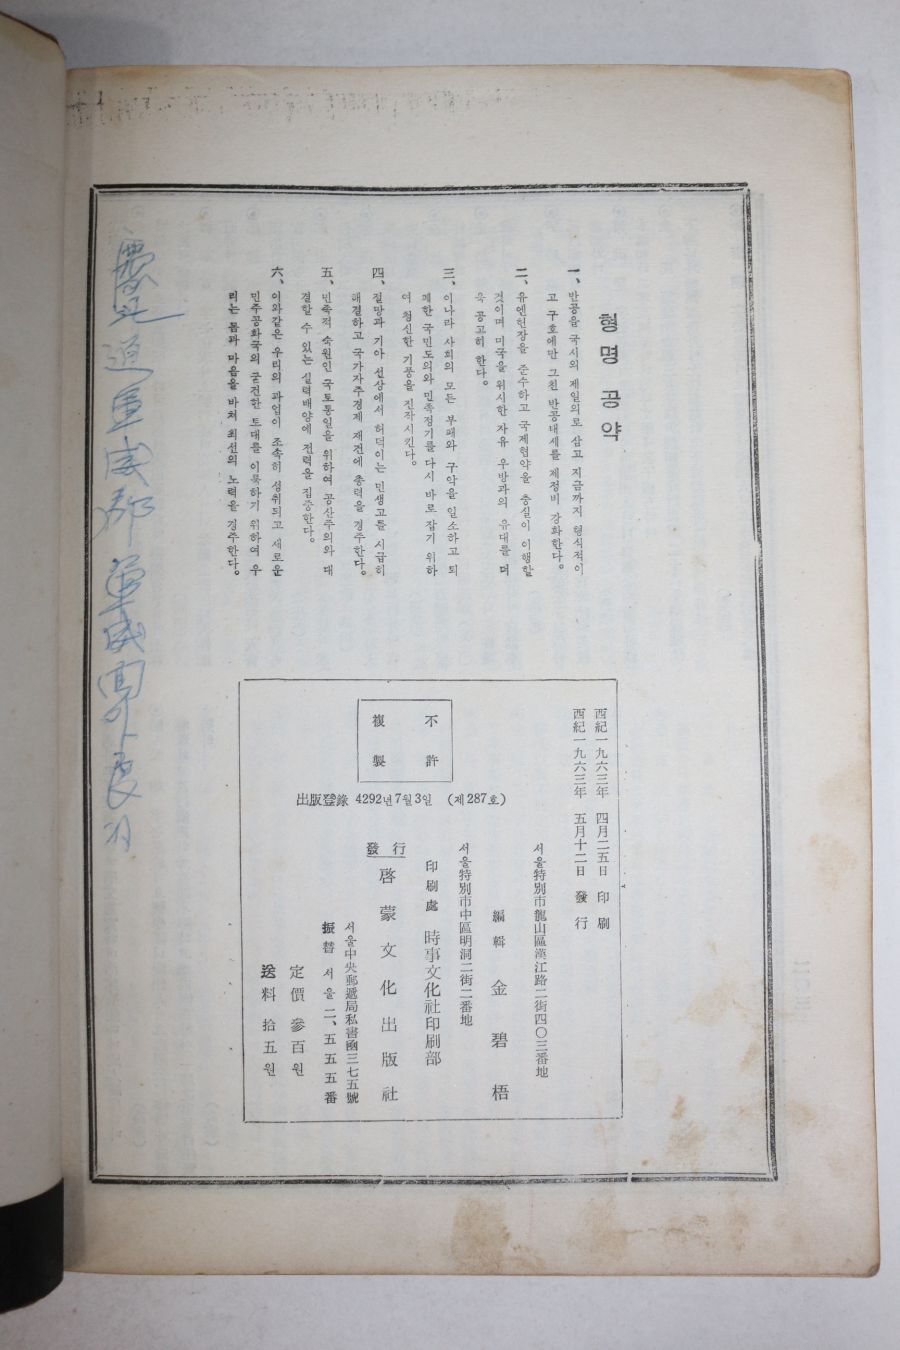 형명 공약
一、 반공을 국시의 제일의로 삼고 지금까지 형식적이
고 구호에만 그친 반공내세를 제정비 강화한다。
二、 유엔헌장을 준수하고 국제협약을 충실이 이행할
것이며 미국을 위시한 자유 우방과의 유대를 더
욱 공고히 한다。
三、 이나라 사회의 모든 부패와 구악을 일소하고 되
폐한 국민도의와 민족정기를 다시 바로 잡기 위하
여 청신한 기풍을 진작시킨다。
四、 절망과 기아 선상에서 허덕이는 민생고를 시급히
해결하고 국가자주경제 재건에 총력을 경주한다。
五、 민족적 숙원인 국토통일을 위하여 공산주의와 대
결할 수 있는 실력배양에 전력을 집중한다。
六、 이와같은 우리의 과업이 조속히 성취되고 새로운
민주공화국의 굳건한 토대를 이룩하기 위하여 우
리는 몸과 마음을 바쳐 최선의 노력을 경주한다。
西紀一九六三年 四月二五日 印刷
西紀一九六三年 五月十二日 發行
서울特別市龍山區漢江路二街四〇三番地
編輯 金碧梧
서울特別市中區明洞二街二番地
印刷處 時事文化社印刷部
發行 啓蒙文化出版社
서울中央郵遞局私書凾三七五號
振替 서울 二、五五五番
定價 參百원
送料 拾五원
不許
複製
出版登錄 4292년 7월 3일 (제 287호)
軍威郡 軍威面